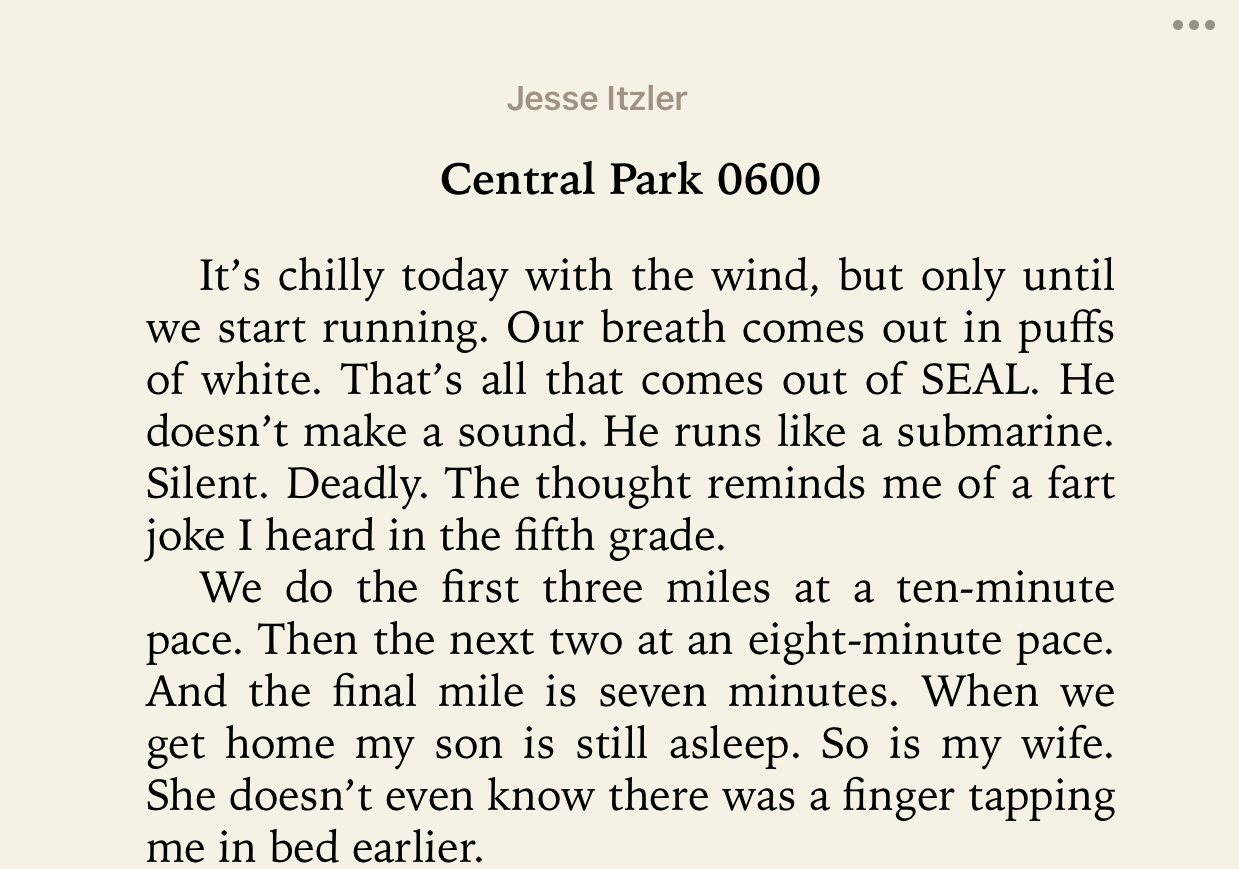 Jesse Itzler
Central Park 0600
It’s chilly today with the wind, but only until
we start running. Our breath comes out in puffs
of white. That’s all that comes out of SEAL. He
doesn’t make a sound. He runs like a submarine.
Silent. Deadly. The thought reminds me of a fart
joke I heard in the fifth grade.
We do the first three miles at a ten-minute
pace. Then the next two at an eight-minute pace.
And the final mile is seven minutes. When we
get home my son is still asleep. So is my wife.
She doesn’t even know there was a finger tapping
me in bed earlier.